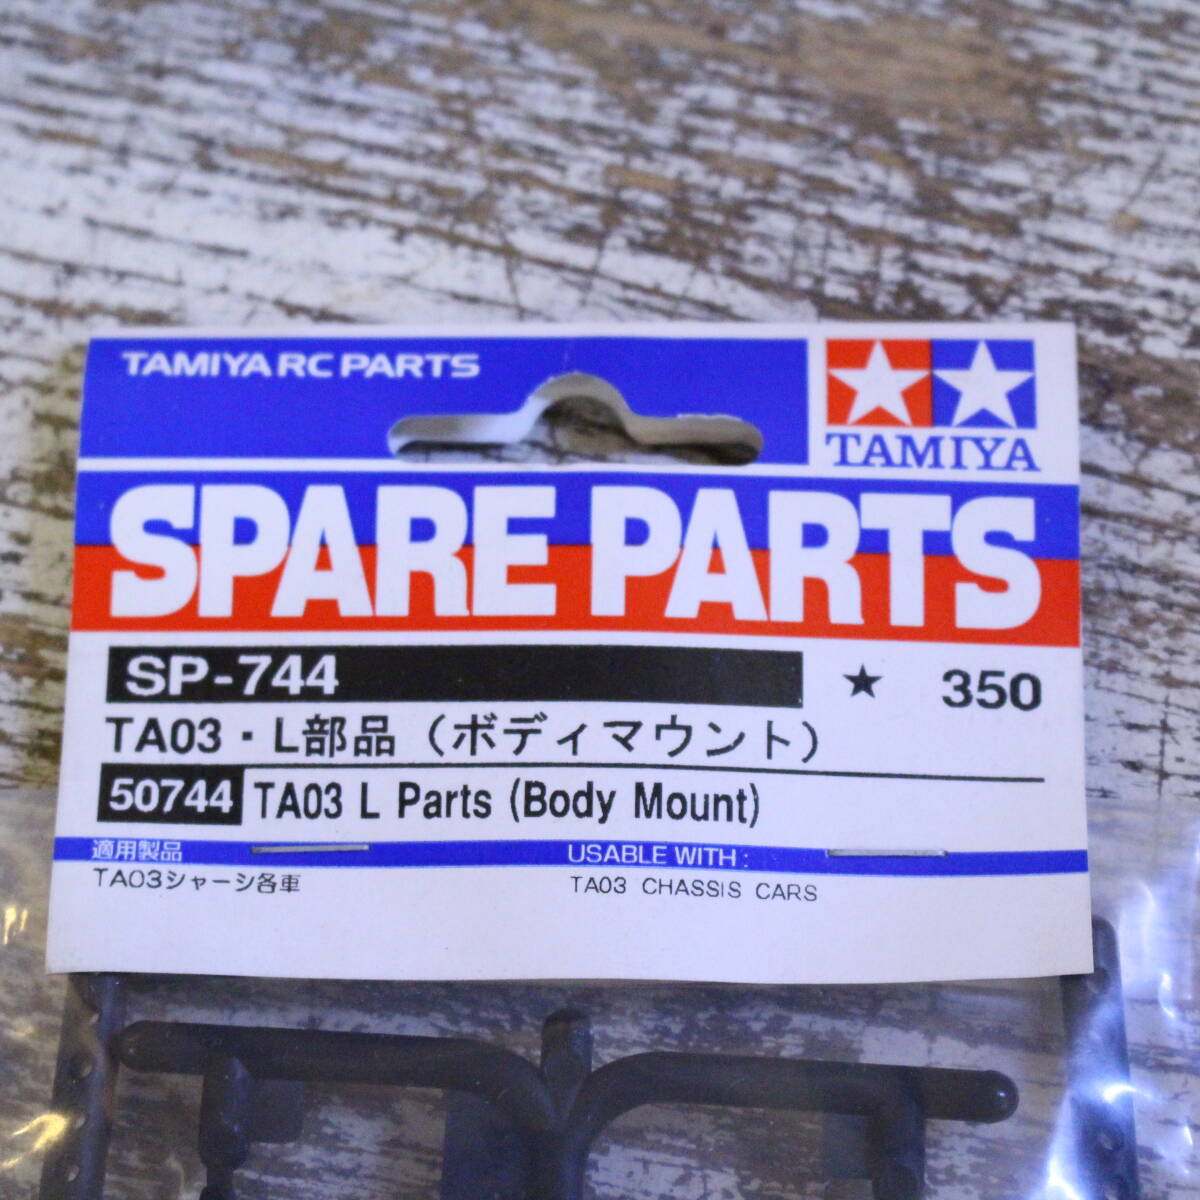 TAMIYA RC PARTS
TAMIYA
SPARE PARTS
SP-744 ★ 350
TA03・L部品（ボディマウント）
50744 TA03 L Parts (Body Mount)
適用製品
TA03シャーシ各車
USABLE WITH:
TA03 CHASSIS CARS